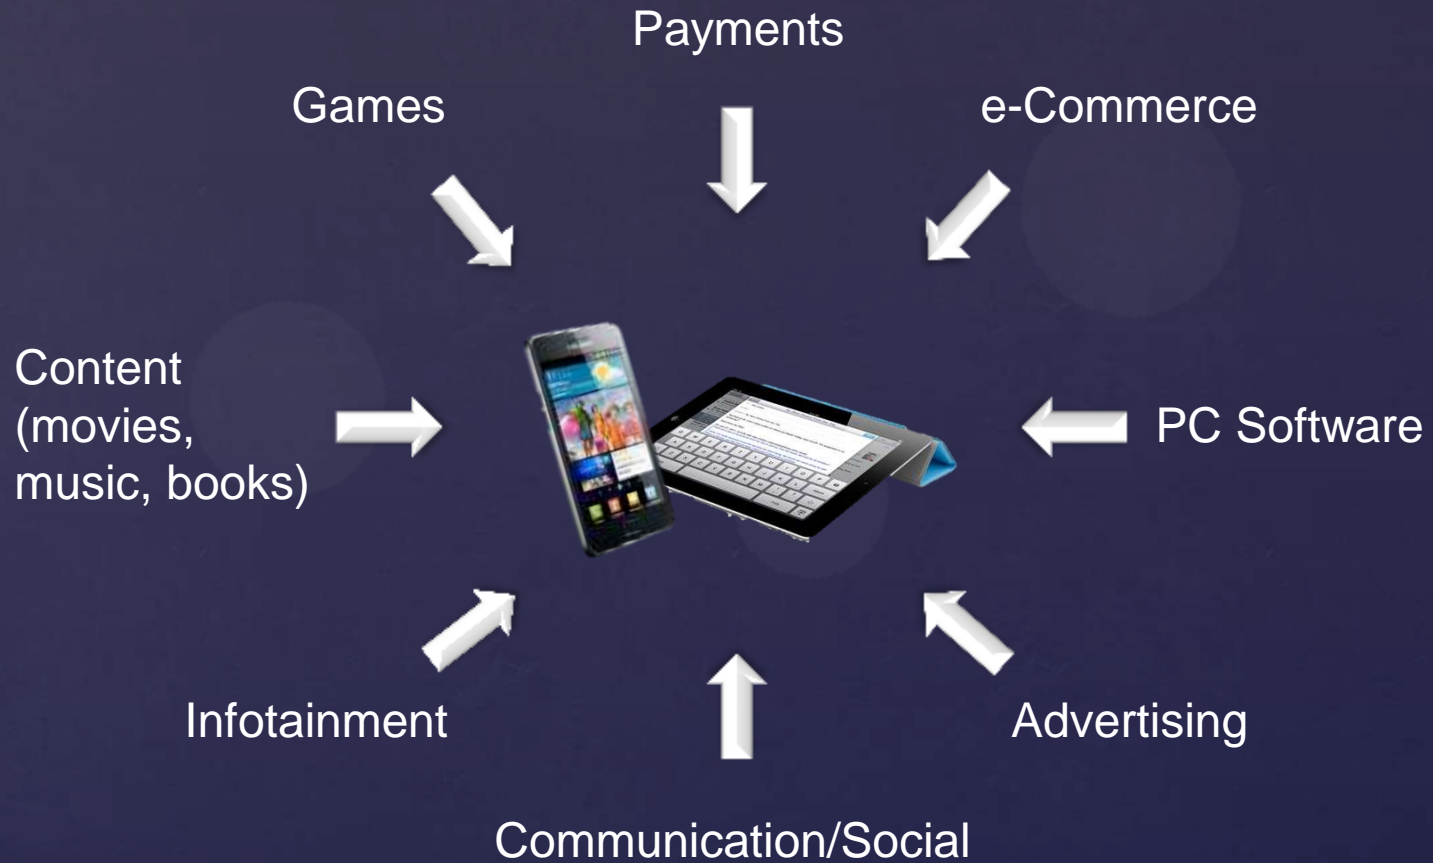 Payments
Games
e-Commerce
Content
(movies,
music, books)
PC Software
Infotainment
Advertising
Communication/Social